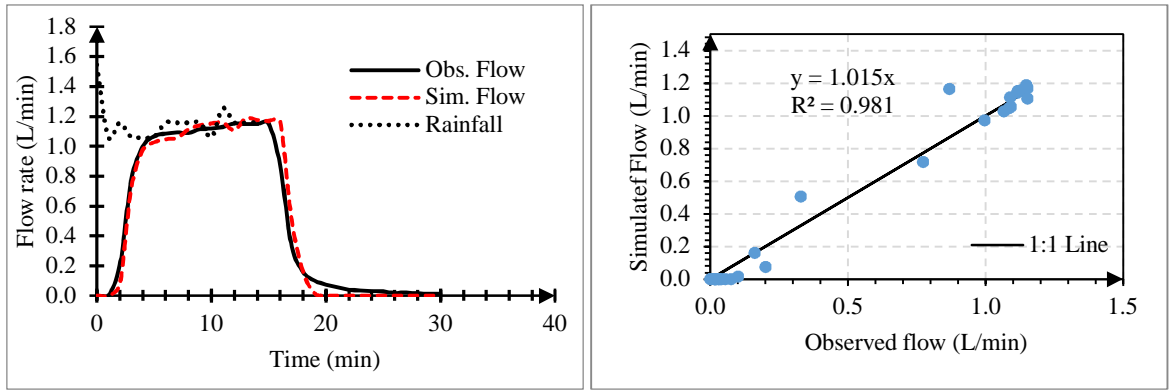 Flow rate (L/min)
1.8
1.6
1.4
1.2
1.0
0.8
0.6
0.4
0.2
0.0
0
10
20
30
40
Time (min)
Obs. Flow
Sim. Flow
Rainfall
Simulatef Flow (L/min)
1.4
1.2
1.0
0.8
0.6
0.4
0.2
0.0
0.0
0.5
1.0
1.5
Observed flow (L/min)
y = 1.015x
R² = 0.981
1:1 Line